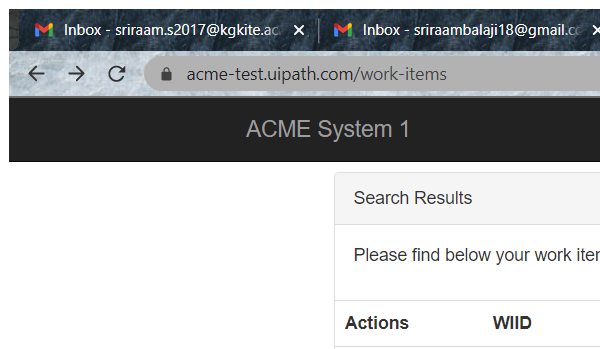 Inbox - sriraam.s2017@kgkite.ac
Inbox - sriraambalaji18@gmail.co
acme-test.uipath.com/work-items
ACME System 1
Search Results
Please find below your work iter
Actions WIID